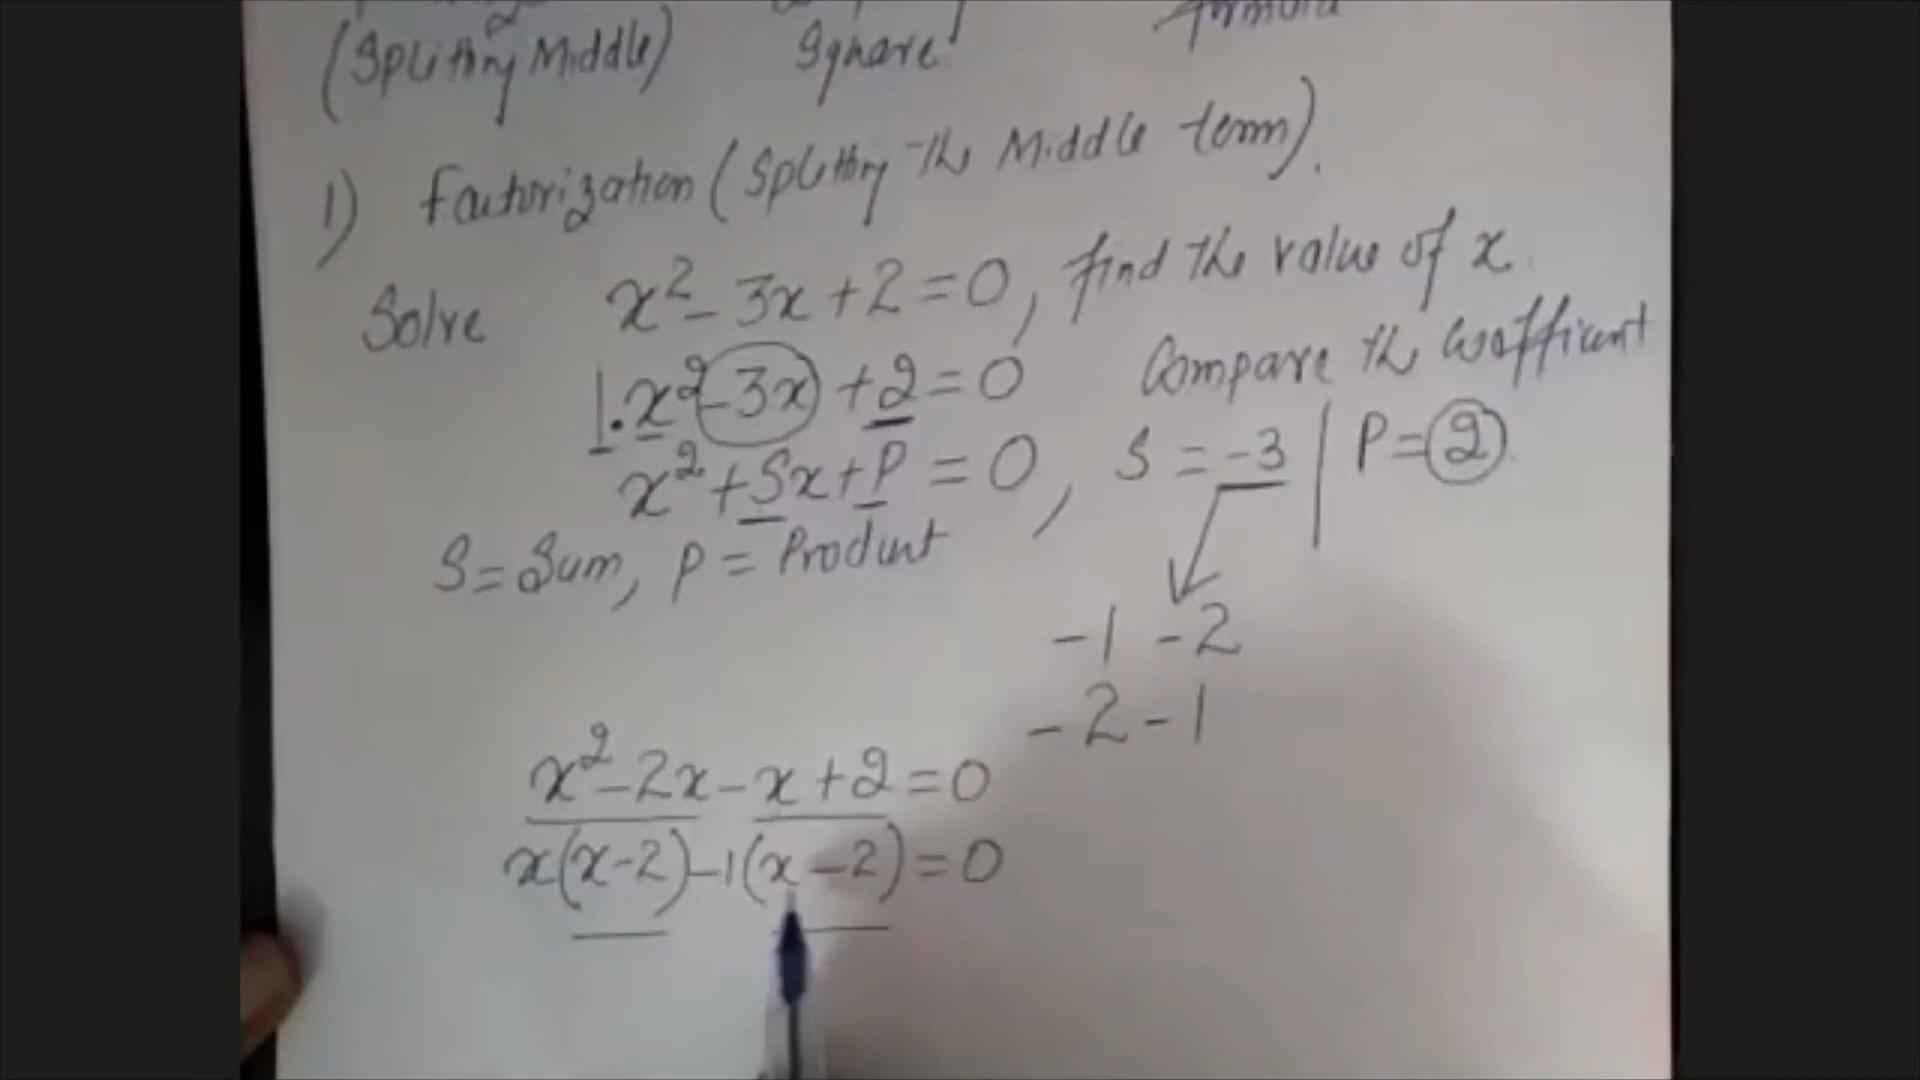 (Splitting Middle) Square formula
1) Factorization (Splitting the Middle term).
Solve x² - 3x + 2 = 0, find the value of x
1.x² - 3x + 2 = 0 Compare the coefficient
x² + Sx + P = 0, S = -3 | P = 2
S = Sum, P = Product
-1 -2
-2 -1
x² - 2x - x + 2 = 0
x(x-2) -1(x-2) = 0